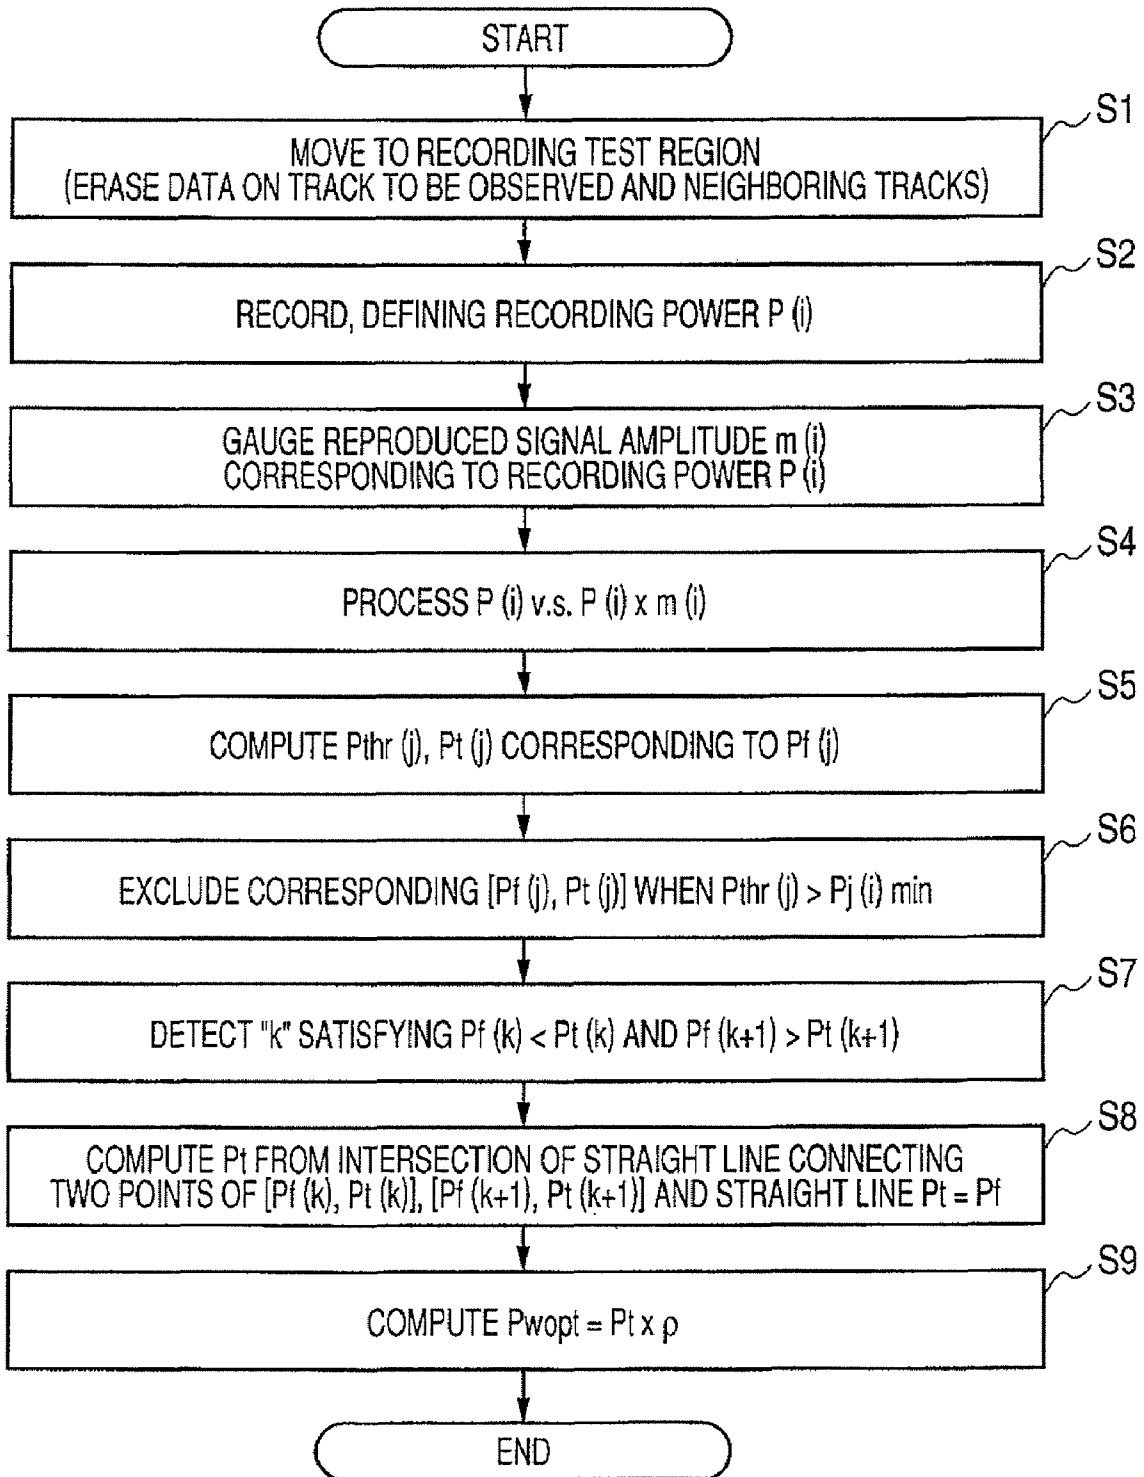 START
S1
MOVE TO RECORDING TEST REGION
(ERASE DATA ON TRACK TO BE OBSERVED AND NEIGHBORING TRACKS)
S2
RECORD, DEFINING RECORDING POWER P (i)
S3
GAUGE REPRODUCED SIGNAL AMPLITUDE m (i)
CORRESPONDING TO RECORDING POWER P (i)
S4
PROCESS P (i) v.s. P (i) x m (i)
S5
COMPUTE Pthr (j), Pt (j) CORRESPONDING TO Pf (j)
S6
EXCLUDE CORRESPONDING [Pf (j), Pt (j)] WHEN Pthr (j) > Pj (i) min
S7
DETECT "k" SATISFYING Pf (k) < Pt (k) AND Pf (k+1) > Pt (k+1)
S8
COMPUTE Pt FROM INTERSECTION OF STRAIGHT LINE CONNECTING
TWO POINTS OF [Pf (k), Pt (k)], [Pf (k+1), Pt (k+1)] AND STRAIGHT LINE Pt = Pf
S9
COMPUTE Pwopt = Pt x ρ
END